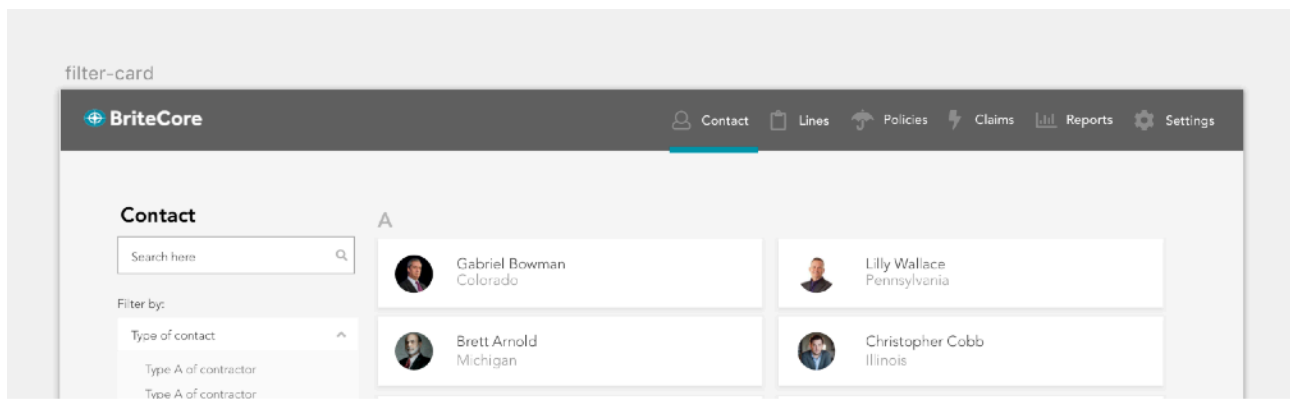 filter-card
BriteCore
Contact Lines Policies Claims Reports Settings
Contact
A
Search here
Gabriel Bowman
Colorado
Lilly Wallace
Pennsylvania
Filter by:
Type of contact
Brett Arnold
Michigan
Christopher Cobb
Illinois
Type A of contractor
Type A of contractor